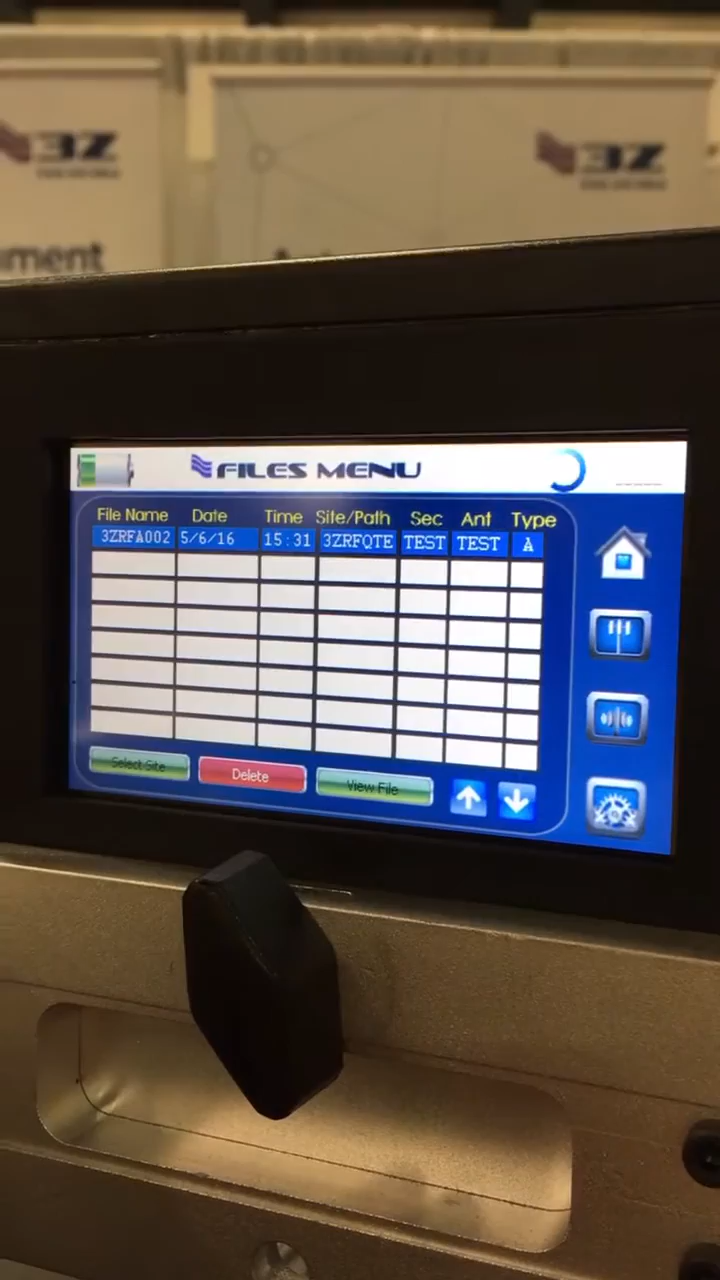 3Z
3Z
ment
FILES MENU
File Name Date Time Site/Path Sec Ant Type
3ZRFA002 5/6/16 15:31 3ZRFQTE TEST TEST A
Select Site Delete View File